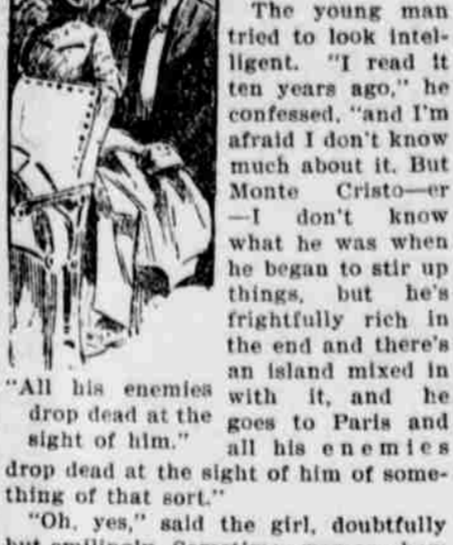 The young man
tried to look intel-
ligent. "I read it
ten years ago," he
confessed, "and I'm
afraid I don't know
much about it. But
Monte Cristo—er
—I don't know
what he was when
he began to stir up
things, but he's
frightfully rich in
the end and there's
an island mixed in
with it, and he
goes to Paris and
all his enemies
drop dead at the sight of him of some-
thing of that sort."
"Oh, yes," said the girl, doubtfully
"All his enemies
drop dead at the
sight of him."